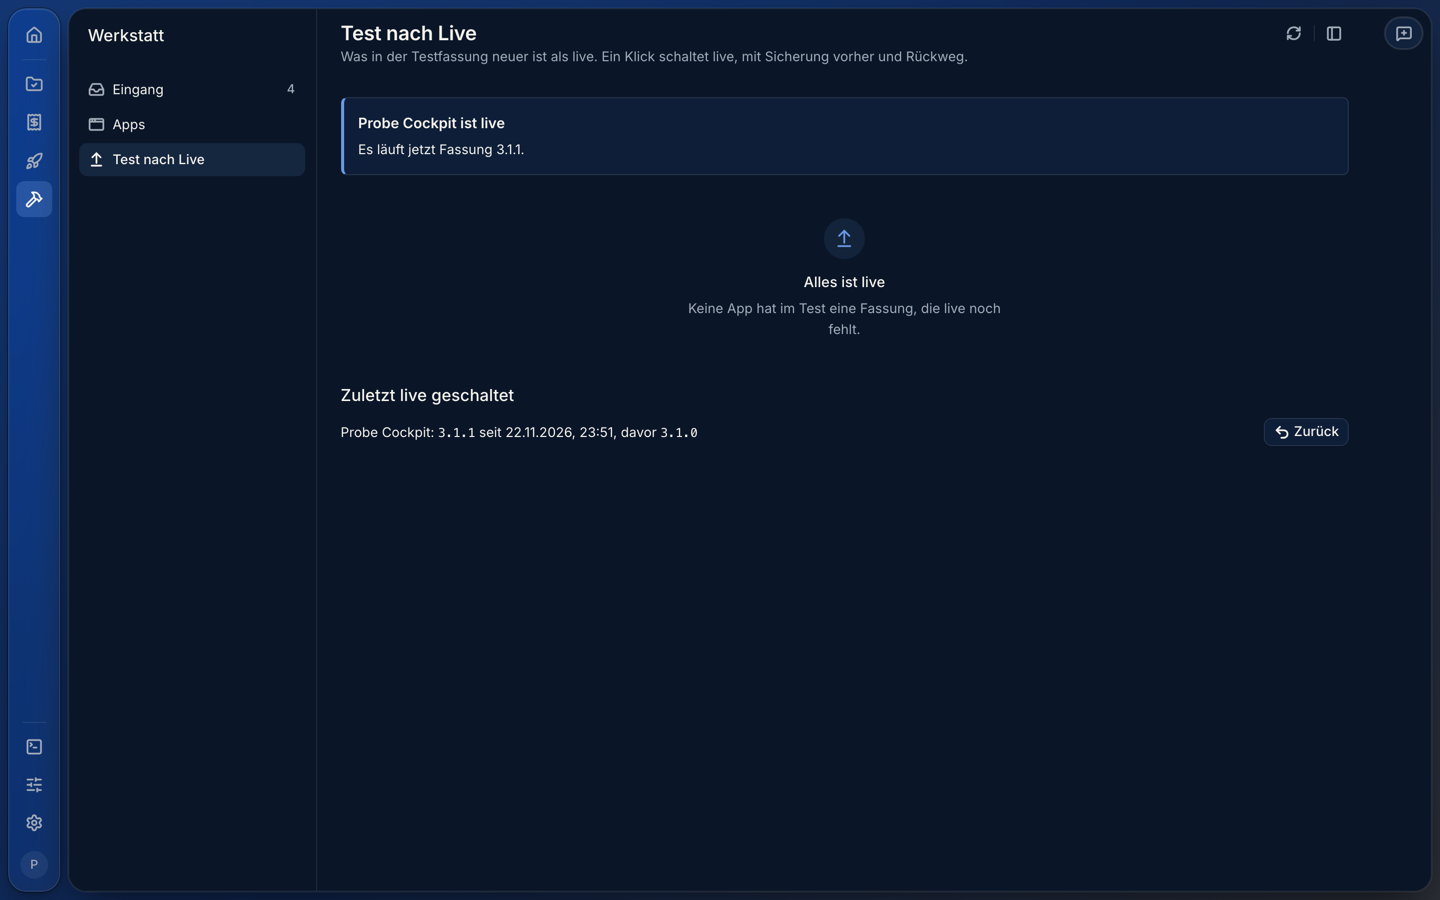 Werkstatt
Eingang 4
Apps
Test nach Live
Test nach Live
Was in der Testfassung neuer ist als live. Ein Klick schaltet live, mit Sicherung vorher und Rückweg.
Probe Cockpit ist live
Es läuft jetzt Fassung 3.1.1.
Alles ist live
Keine App hat im Test eine Fassung, die live noch
fehlt.
Zuletzt live geschaltet
Probe Cockpit: 3.1.1 seit 22.11.2026, 23:51, davor 3.1.0
Zurück
P